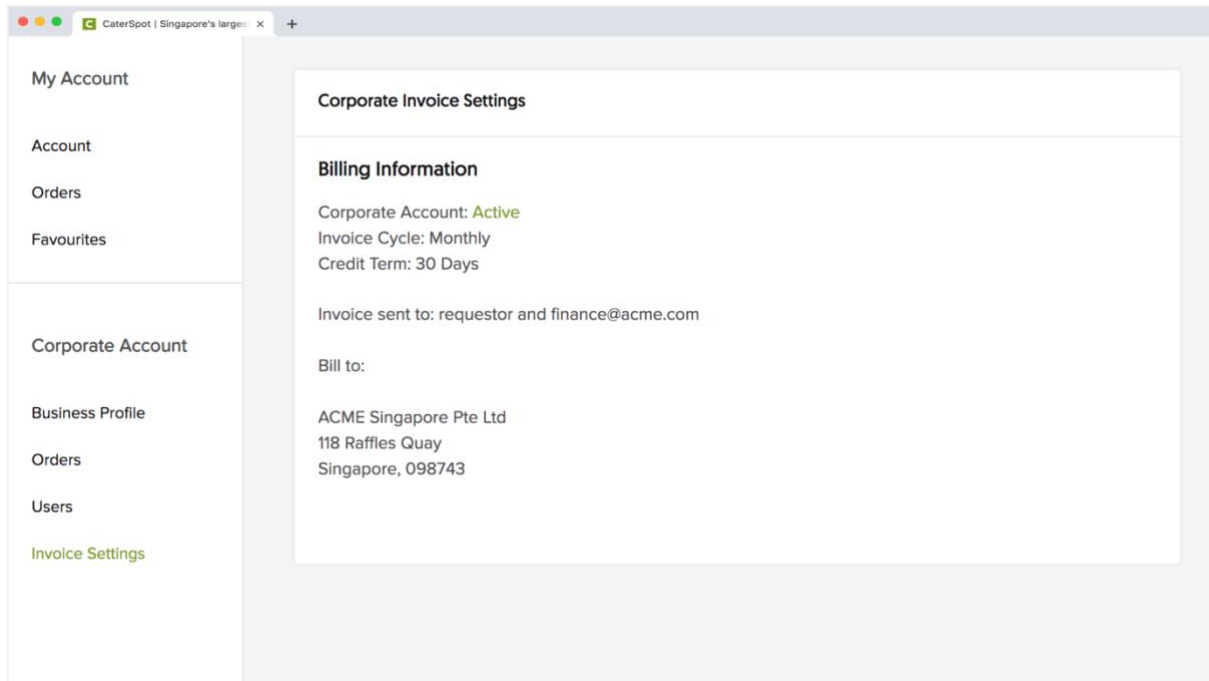 C CaterSpot | Singapore's larges × +
My Account
Account
Orders
Favourites
Corporate Account
Business Profile
Orders
Users
Invoice Settings
Corporate Invoice Settings
Billing Information
Corporate Account: Active
Invoice Cycle: Monthly
Credit Term: 30 Days
Invoice sent to: requestor and finance@acme.com
Bill to:
ACME Singapore Pte Ltd
118 Raffles Quay
Singapore, 098743